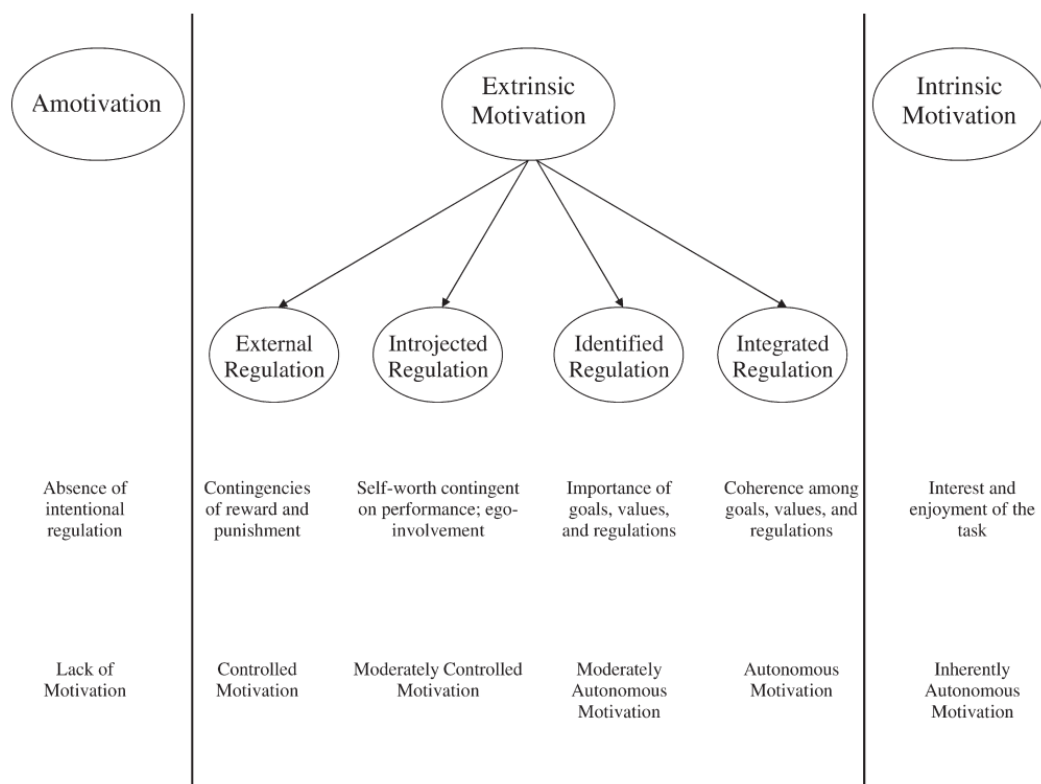 Amotivation
Extrinsic
Motivation
Intrinsic
Motivation
External
Regulation
Introjected
Regulation
Identified
Regulation
Integrated
Regulation
Absence of
intentional
regulation
Contingencies
of reward and
punishment
Self-worth contingent
on performance; ego-
involvement
Importance of
goals, values,
and regulations
Coherence among
goals, values, and
regulations
Interest and
enjoyment of the
task
Lack of
Motivation
Controlled
Motivation
Moderately Controlled
Motivation
Moderately
Autonomous
Motivation
Autonomous
Motivation
Inherently
Autonomous
Motivation